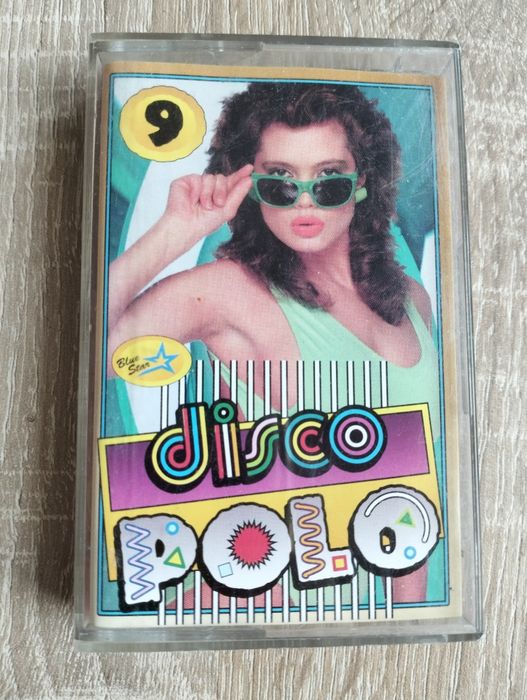 9
Blue
Star
disco
POLO